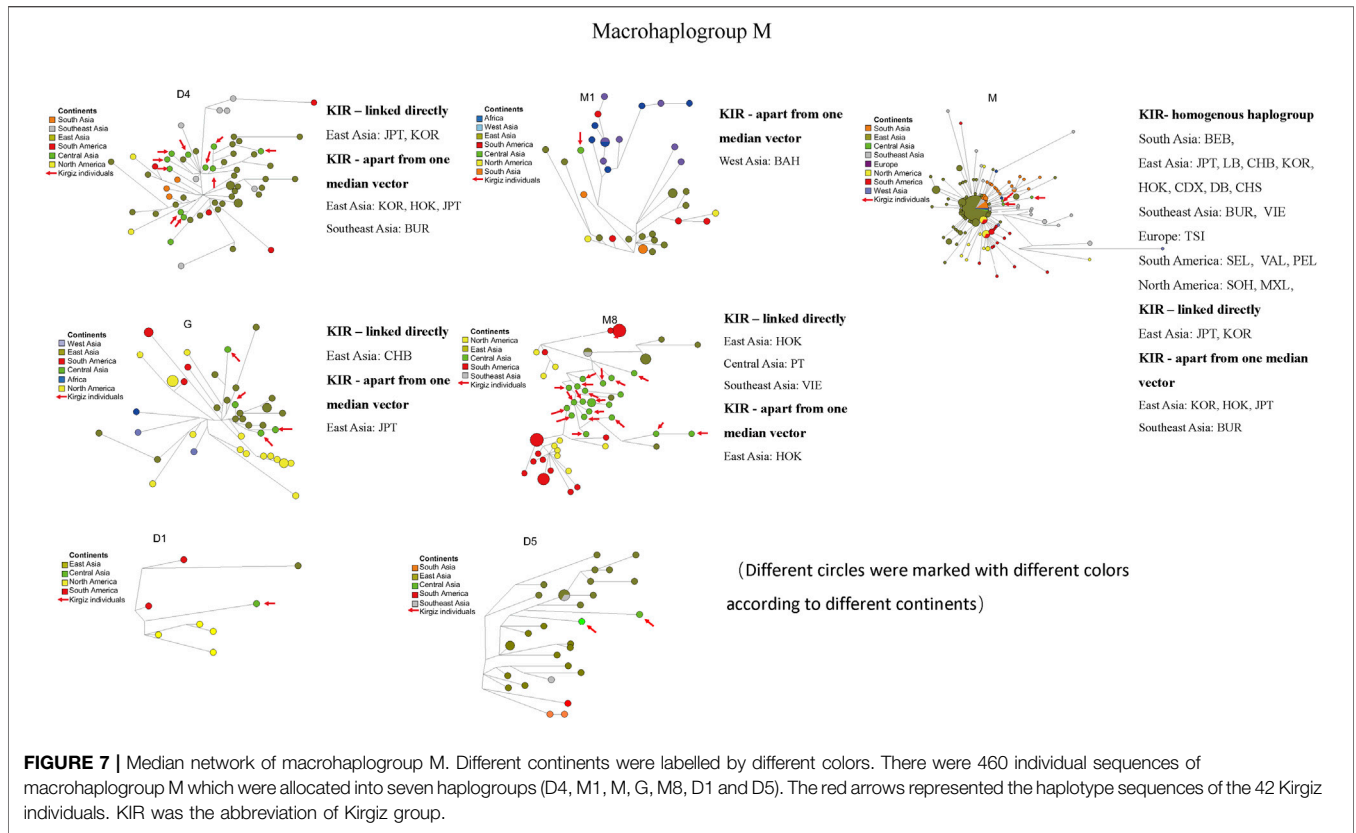 Macrohaplogroup M
D4
Continents
South Asia
Southeast Asia
East Asia
South America
Central Asia
North America
Kirgiz individuals
KIR – linked directly
East Asia: JPT, KOR
KIR - apart from one
median vector
East Asia: KOR, HOK, JPT
Southeast Asia: BUR
M1
Continents
Africa
West Asia
East Asia
South America
Central Asia
North America
South Asia
Kirgiz individuals
KIR - apart from one
median vector
West Asia: BAH
M
Continents
South Asia
East Asia
Central Asia
Southeast Asia
Europe
North America
South America
West Asia
Kirgiz individuals
KIR- homogenous haplogroup
South Asia: BEB,
East Asia: JPT, LB, CHB, KOR,
HOK, CDX, DB, CHS
Southeast Asia: BUR, VIE
Europe: TSI
South America: SEL, VAL, PEL
North America: SOH, MXL,
KIR – linked directly
East Asia: JPT, KOR
KIR - apart from one median
vector
East Asia: KOR, HOK, JPT
Southeast Asia: BUR
G
Continents
West Asia
East Asia
South America
Central Asia
Africa
North America
Kirgiz individuals
KIR – linked directly
East Asia: CHB
KIR - apart from one
median vector
East Asia: JPT
M8
Continents
North America
East Asia
Central Asia
South America
Southeast Asia
Kirgiz individuals
KIR – linked directly
East Asia: HOK
Central Asia: PT
Southeast Asia: VIE
KIR - apart from one
median vector
East Asia: HOK
D1
Continents
East Asia
Central Asia
North America
South America
Kirgiz individuals
D5
Continents
South Asia
East Asia
Central Asia
South America
Southeast Asia
Kirgiz individuals
(Different circles were marked with different colors
according to different continents)
FIGURE 7 | Median network of macrohaplogroup M. Different continents were labelled by different colors. There were 460 individual sequences of
macrohaplogroup M which were allocated into seven haplogroups (D4, M1, M, G, M8, D1 and D5). The red arrows represented the haplotype sequences of the 42 Kirgiz
individuals. KIR was the abbreviation of Kirgiz group.